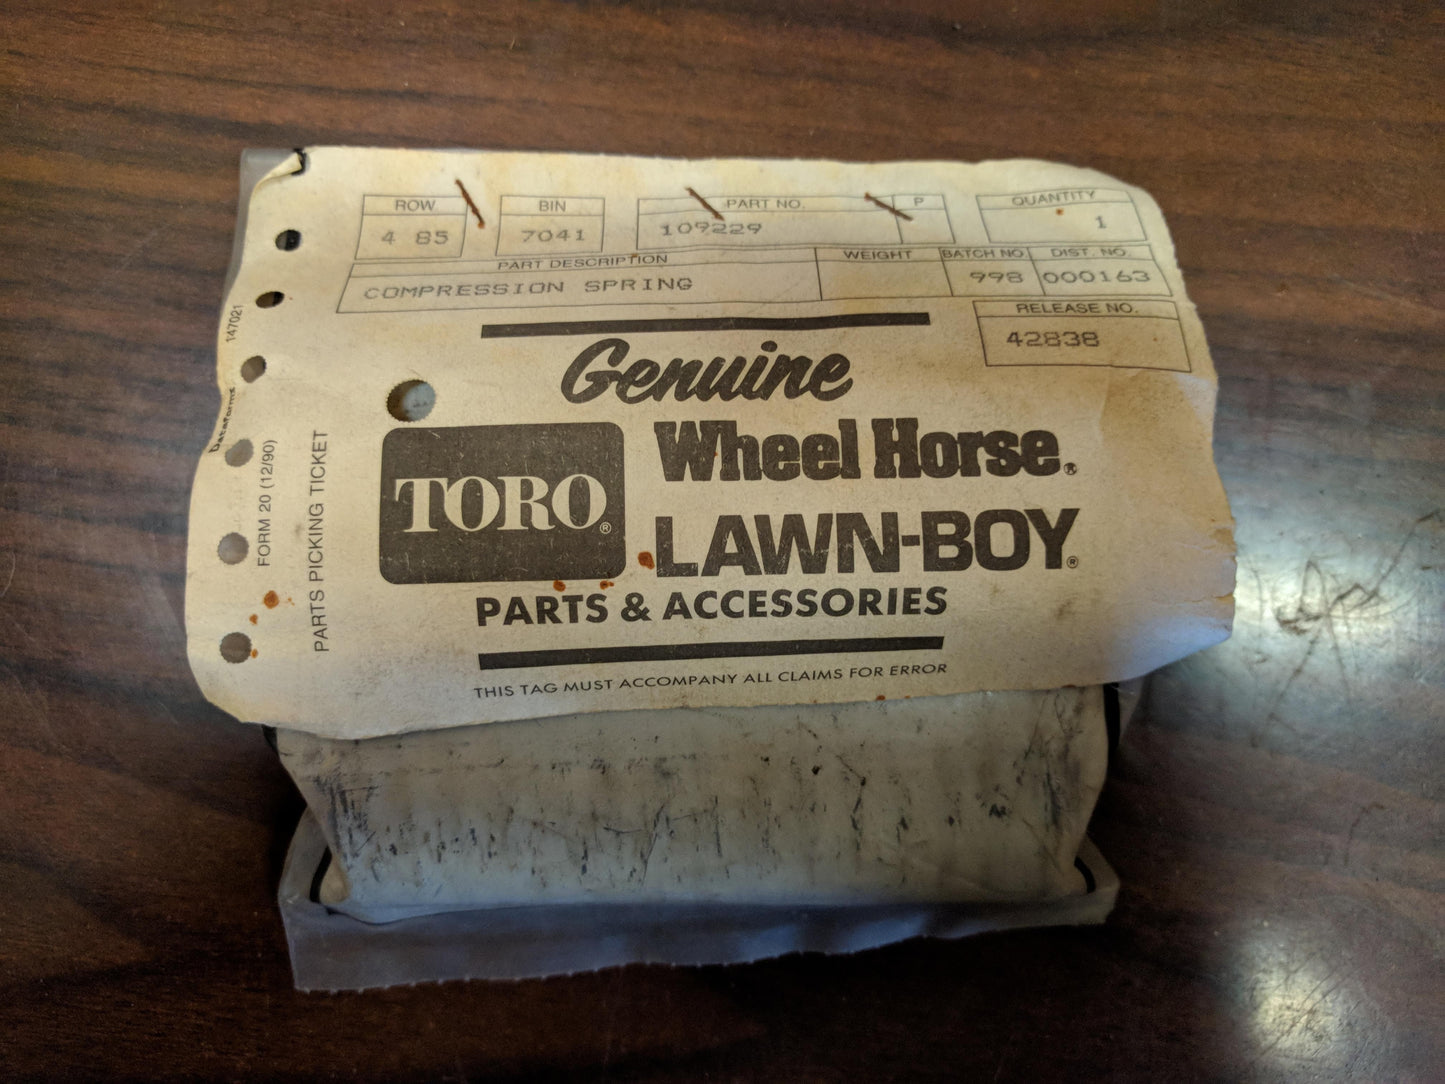 ROW BIN PART NO. P QUANTITY
4 85 7041 109229 1
PART DESCRIPTION WEIGHT BATCH NO. DIST. NO.
COMPRESSION SPRING 998 000163
RELEASE NO.
42838
Genuine
TORO®
Wheel Horse®
LAWN-BOY®
PARTS & ACCESSORIES
THIS TAG MUST ACCOMPANY ALL CLAIMS FOR ERROR
PARTS PICKING TICKET
FORM 20 (12/90)
Dataforms
147021